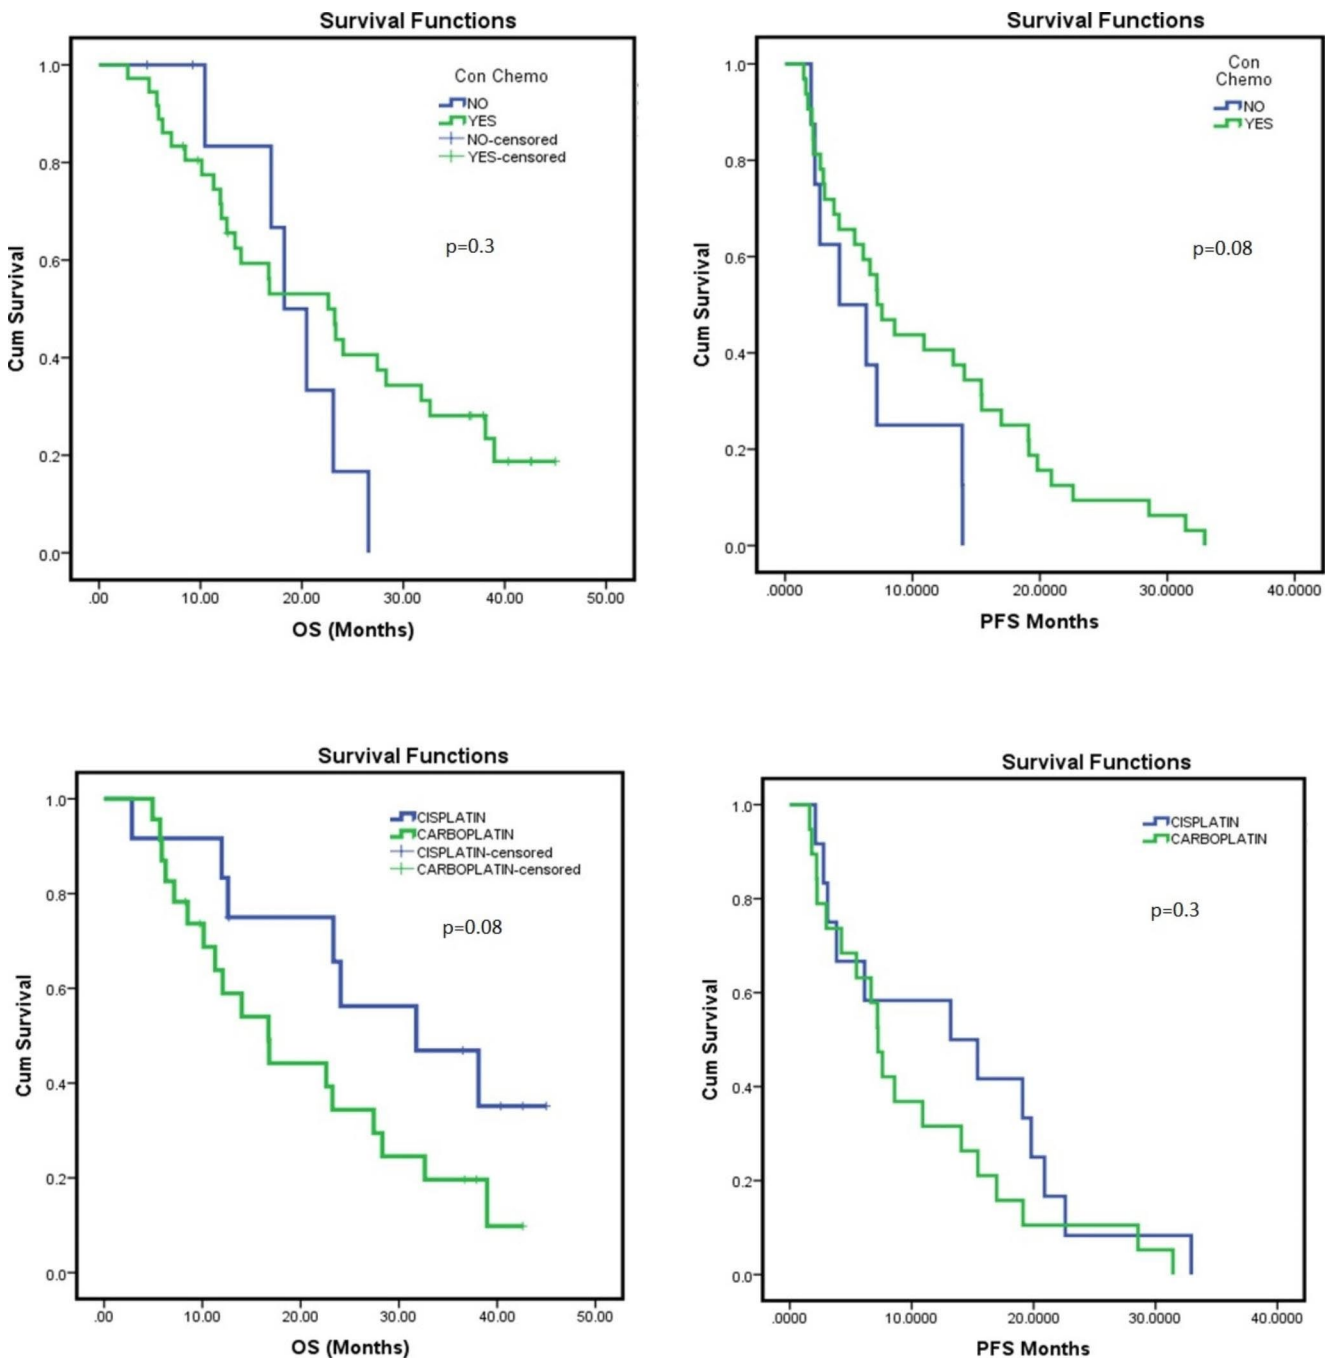 Survival Functions
1.0
0.8
0.6
0.4
0.2
0.0
Cum Survival
Con Chemo
NO
YES
NO-censored
YES-censored
p=0.3
.00 10.00 20.00 30.00 40.00 50.00
OS (Months)
Survival Functions
1.0
0.8
0.6
0.4
0.2
0.0
Cum Survival
Con
Chemo
NO
YES
p=0.08
.0000 10.0000 20.0000 30.0000 40.0000
PFS Months
Survival Functions
1.0
0.8
0.6
0.4
0.2
0.0
Cum Survival
CISPLATIN
CARBOPLATIN
CISPLATIN-censored
CARBOPLATIN-censored
p=0.08
.00 10.00 20.00 30.00 40.00 50.00
OS (Months)
Survival Functions
1.0
0.8
0.6
0.4
0.2
0.0
Cum Survival
CISPLATIN
CARBOPLATIN
p=0.3
.0000 10.0000 20.0000 30.0000 40.0000
PFS Months